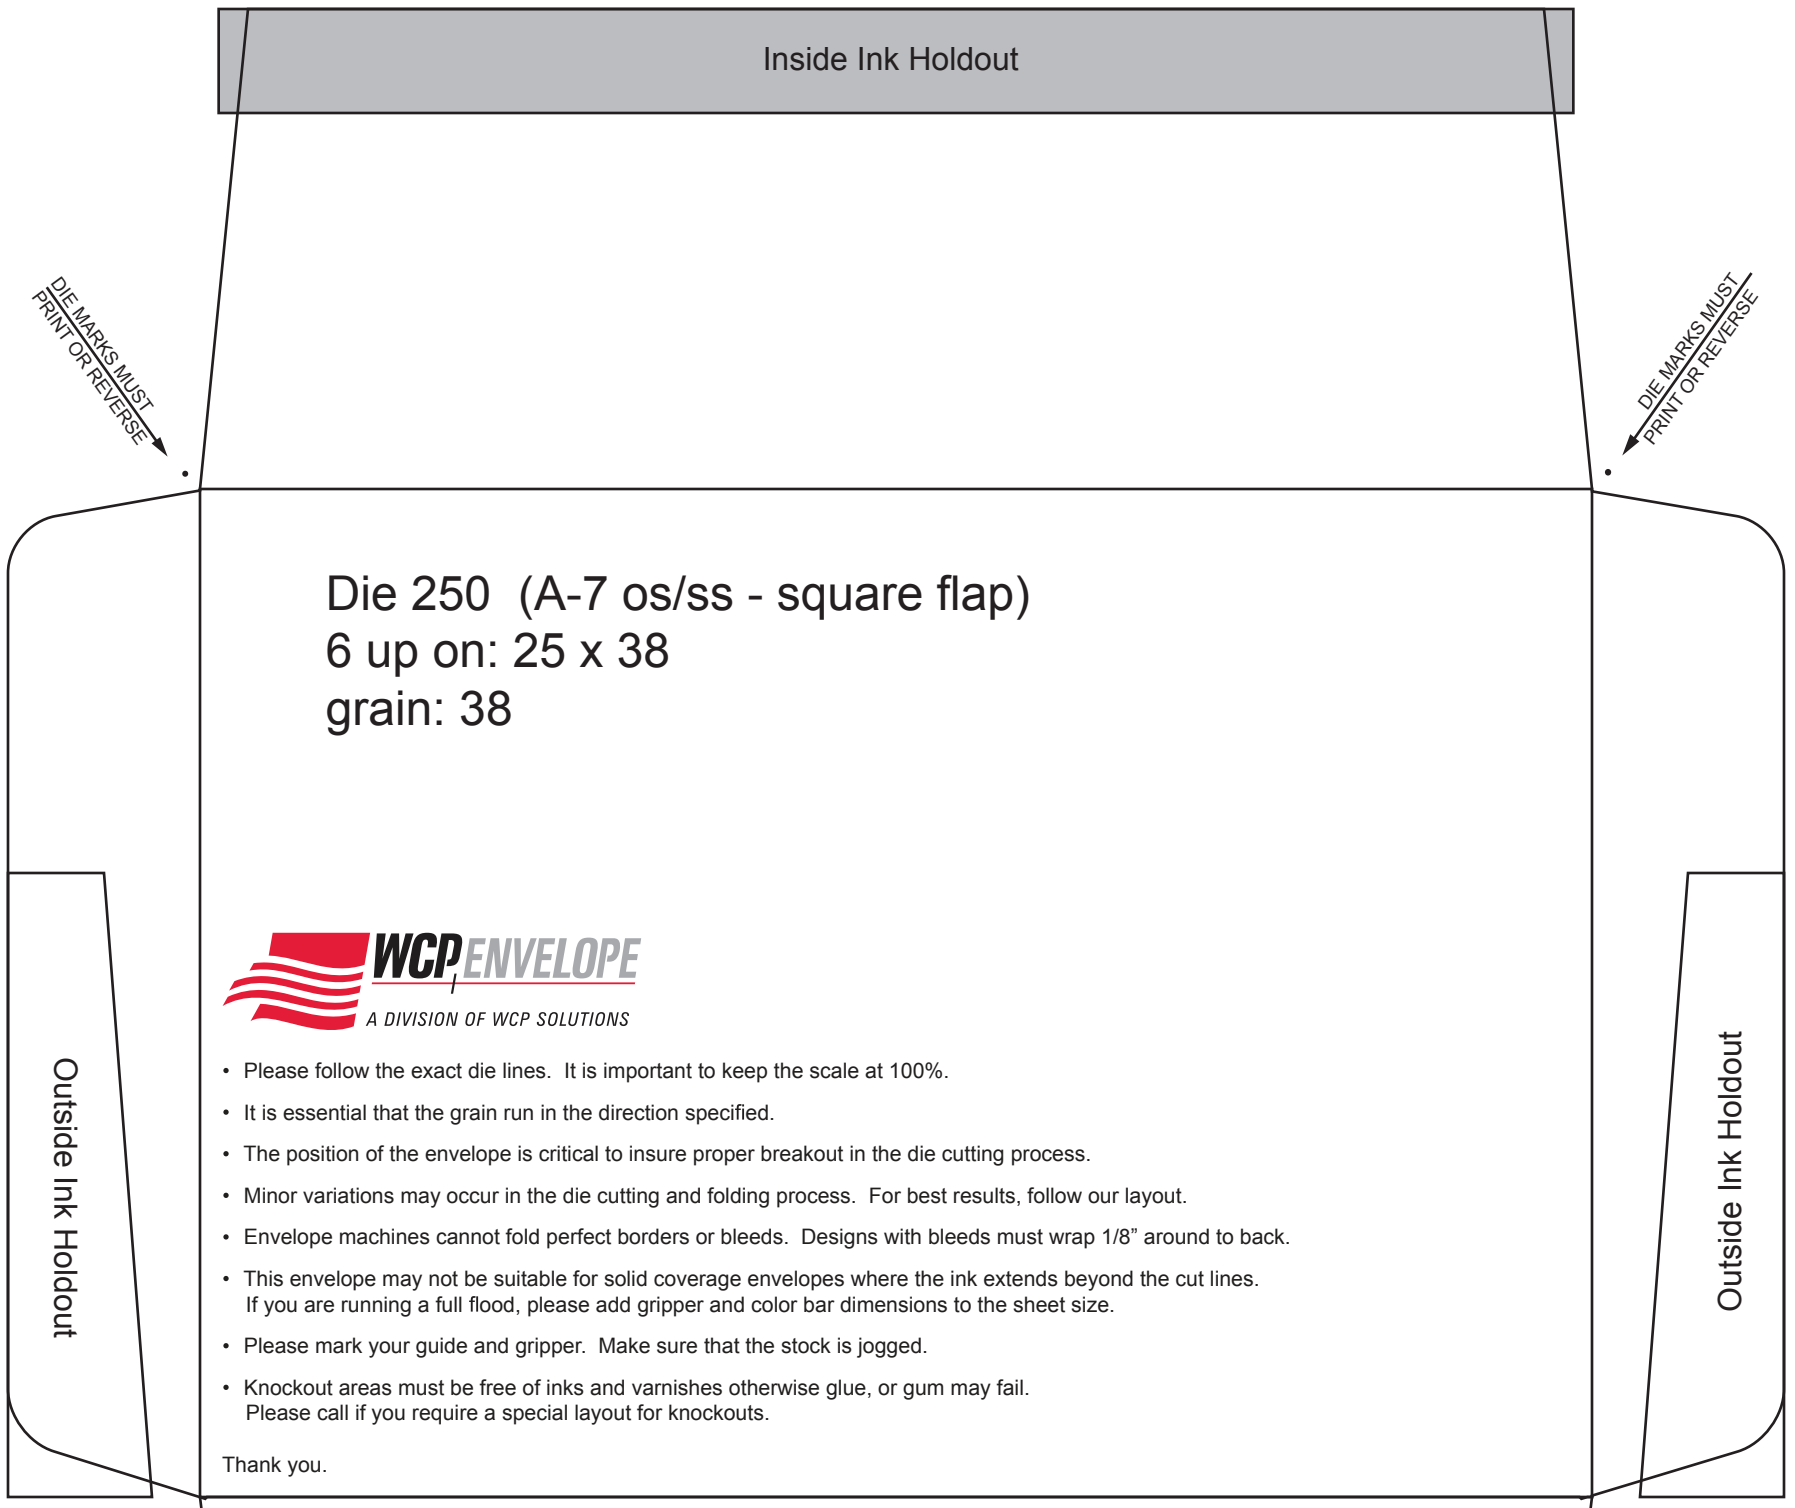 Inside Ink Holdout
DIE MARKS MUST
PRINT OR REVERSE
DIE MARKS MUST
PRINT OR REVERSE
Die 250  (A-7 os/ss - square flap)
6 up on: 25 x 38
grain: 38
WCP ENVELOPE
A DIVISION OF WCP SOLUTIONS
• Please follow the exact die lines.  It is important to keep the scale at 100%.
• It is essential that the grain run in the direction specified.
• The position of the envelope is critical to insure proper breakout in the die cutting process.
• Minor variations may occur in the die cutting and folding process.  For best results, follow our layout.
• Envelope machines cannot fold perfect borders or bleeds.  Designs with bleeds must wrap 1/8” around to back.
• This envelope may not be suitable for solid coverage envelopes where the ink extends beyond the cut lines.
If you are running a full flood, please add gripper and color bar dimensions to the sheet size.
• Please mark your guide and gripper.  Make sure that the stock is jogged.
• Knockout areas must be free of inks and varnishes otherwise glue, or gum may fail.
Please call if you require a special layout for knockouts.
Thank you.
Outside Ink Holdout
Outside Ink Holdout